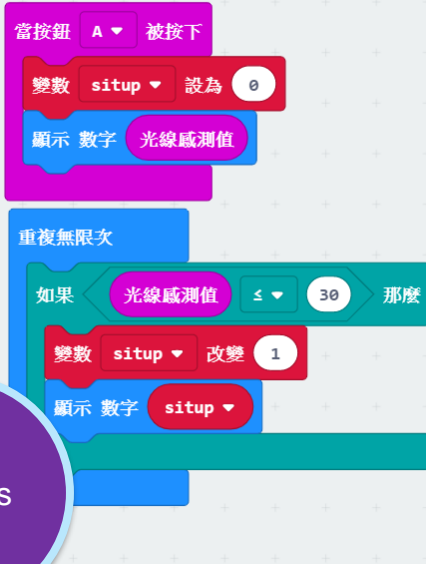 當按鈕 A 被按下
變數 situp 設為 0
顯示 數字 光線感測值
重複無限次
如果 光線感測值 ≤ 30 那麼
變數 situp 改變 1
顯示 數字 situp
s